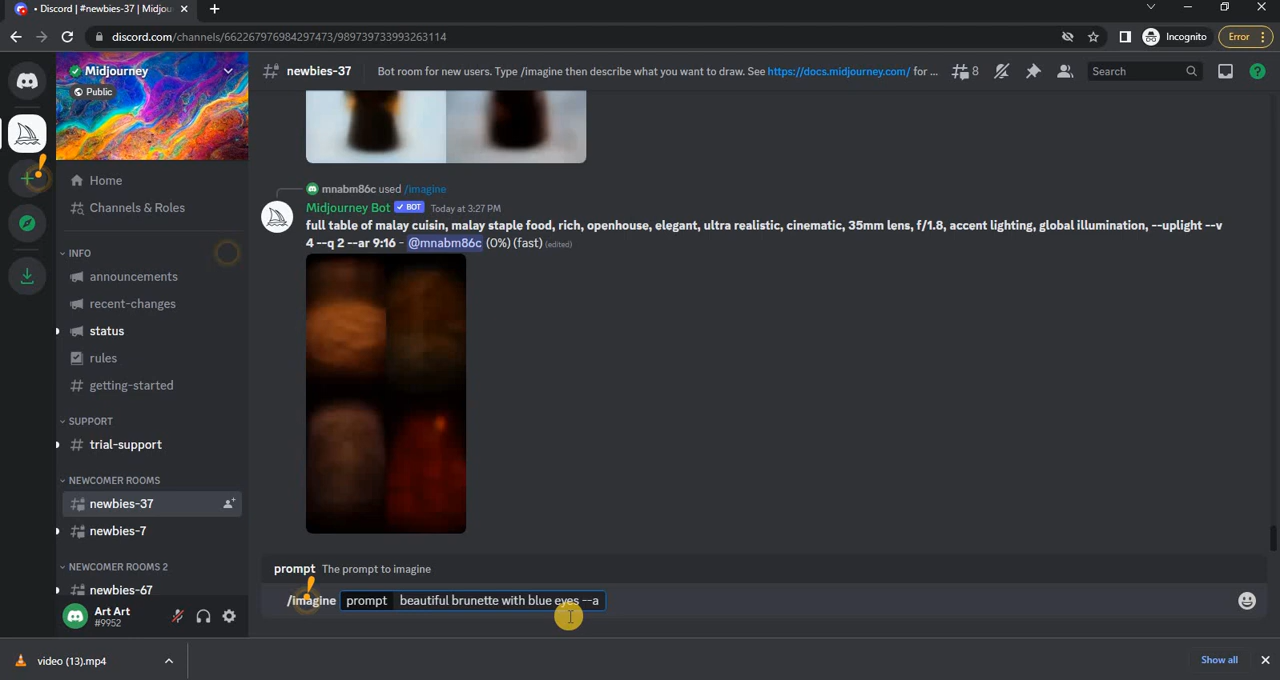 • Discord | #newbies-37 | Midjou
discord.com/channels/662267976984297473/989739733993263114
Incognito
Error
Midjourney
Public
newbies-37
Bot room for new users. Type /imagine then describe what you want to draw. See https://docs.midjourney.com/ for ...
8
Search
Home
Channels & Roles
INFO
announcements
recent-changes
status
rules
getting-started
SUPPORT
trial-support
NEWCOMER ROOMS
newbies-37
newbies-7
NEWCOMER ROOMS 2
newbies-67
Art Art
#9952
mnabm86c used /imagine
Midjourney Bot ✓ BOT Today at 3:27 PM
full table of malay cuisin, malay staple food, rich, openhouse, elegant, ultra realistic, cinematic, 35mm lens, f/1.8, accent lighting, global illumination, --uplight --v
4 --q 2 --ar 9:16 - @mnabm86c (0%) (fast) (edited)
prompt The prompt to imagine
/imagine prompt beautiful brunette with blue eyes --a
video (13).mp4
Show all